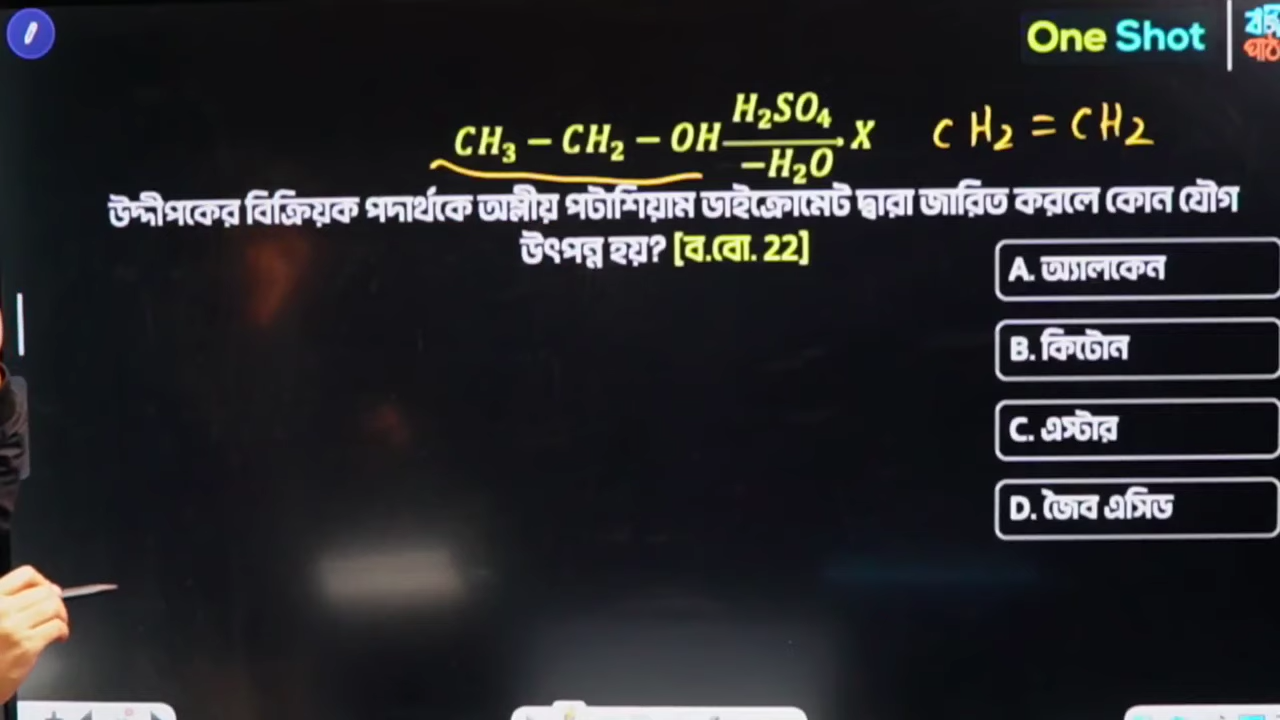 One Shot
CH₃ – CH₂ – OH H₂SO₄ / –H₂O X CH₂ = CH₂
উদ্দীপকের বিক্রিয়ক পদার্থকে অম্লীয় পটাশিয়াম ডাইক্রোমেট দ্বারা জারিত করলে কোন যৌগ
উৎপন্ন হয়? [ব.বো. 22]
A. অ্যালকেন
B. কিটোন
C. এস্টার
D. জৈব এসিড